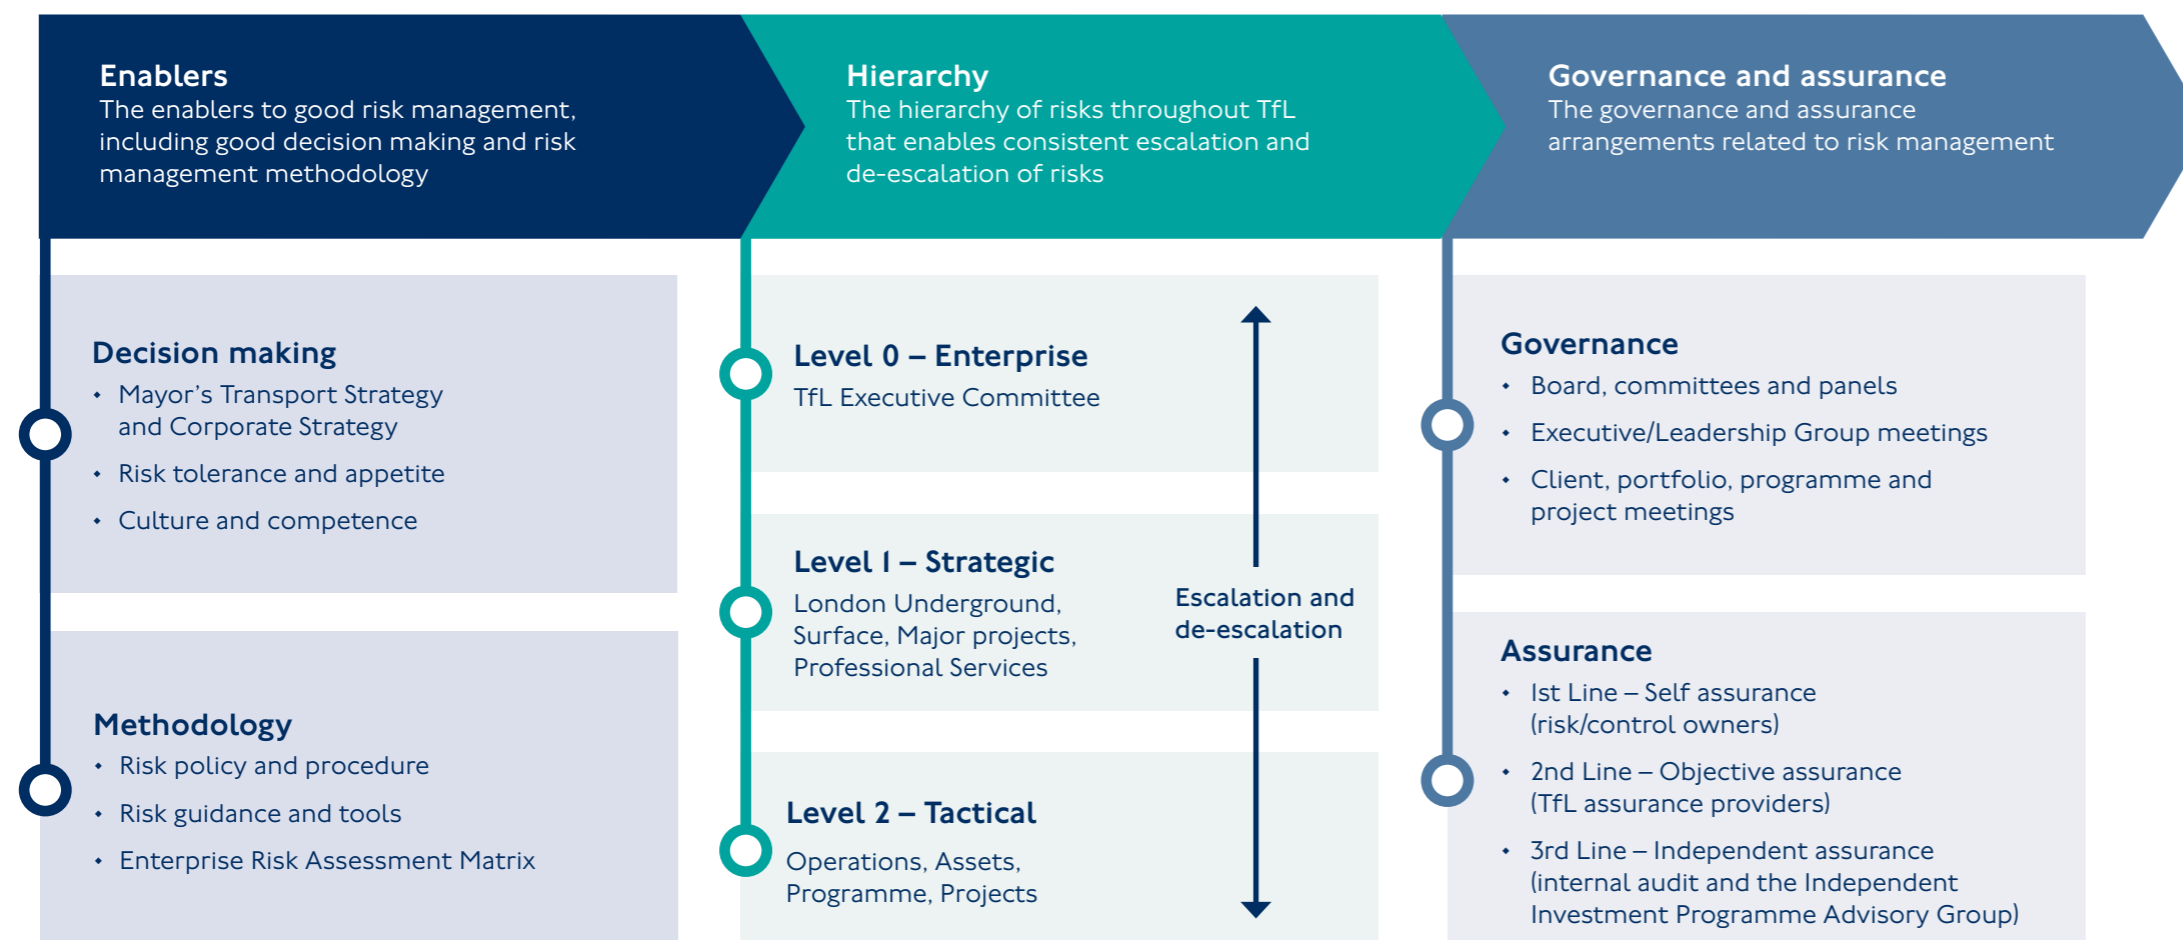 Enablers
The enablers to good risk management,
including good decision making and risk
management methodology
Decision making
• Mayor’s Transport Strategy
and Corporate Strategy
• Risk tolerance and appetite
• Culture and competence
Methodology
• Risk policy and procedure
• Risk guidance and tools
• Enterprise Risk Assessment Matrix
Hierarchy
The hierarchy of risks throughout TfL
that enables consistent escalation and
de-escalation of risks
Level 0 – Enterprise
TfL Executive Committee
Level 1 – Strategic
London Underground,
Surface, Major projects,
Professional Services
Level 2 – Tactical
Operations, Assets,
Programme, Projects
Escalation and
de-escalation
Governance and assurance
The governance and assurance
arrangements related to risk management
Governance
• Board, committees and panels
• Executive/Leadership Group meetings
• Client, portfolio, programme and
project meetings
Assurance
• 1st Line – Self assurance
(risk/control owners)
• 2nd Line – Objective assurance
(TfL assurance providers)
• 3rd Line – Independent assurance
(internal audit and the Independent
Investment Programme Advisory Group)